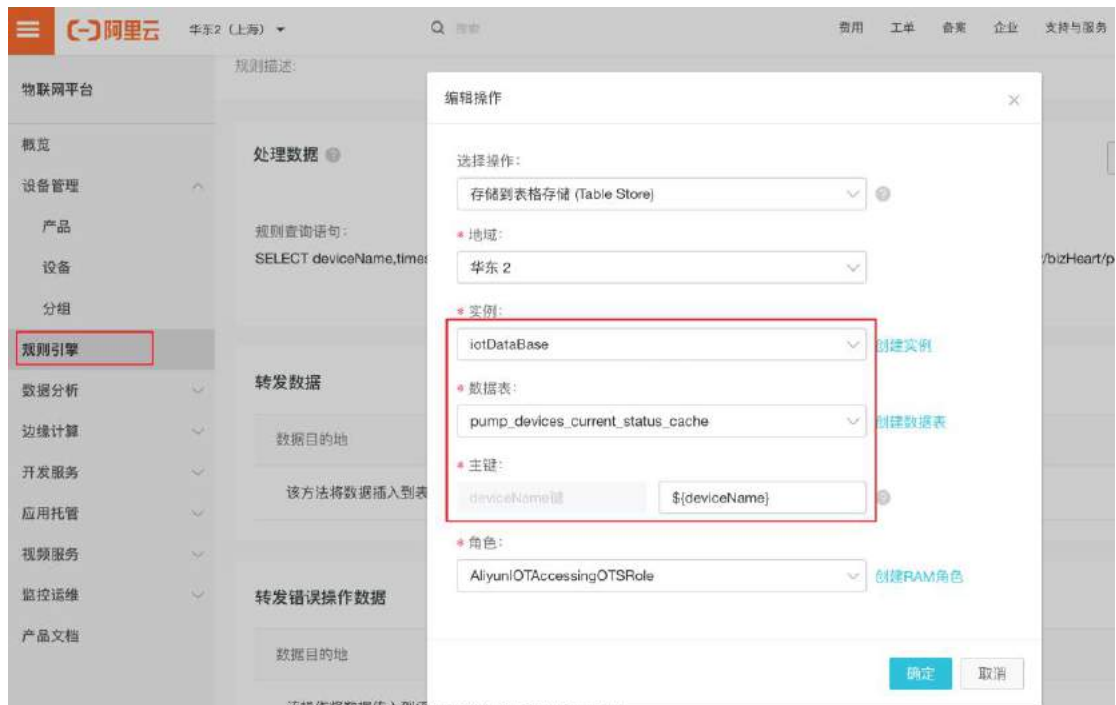 阿里云
华东2（上海）
搜索
费用
工单
备案
企业
支持与服务
物联网平台
概览
设备管理
产品
设备
分组
规则引擎
数据分析
边缘计算
开发服务
应用托管
视频服务
监控运维
产品文档
规则描述:
处理数据
规则查询语句:
SELECT deviceName,times
/bizHeart/p
转发数据
数据目的地
该方法将数据插入到表
转发错误操作数据
数据目的地
编辑操作
选择操作:
存储到表格存储 (Table Store)
* 地域:
华东 2
* 实例:
iotDataBase
创建实例
* 数据表:
pump_devices_current_status_cache
创建数据表
* 主键:
deviceName键
${deviceName}
* 角色:
AliyunIOTAccessingOTSRole
创建RAM角色
确定
取消